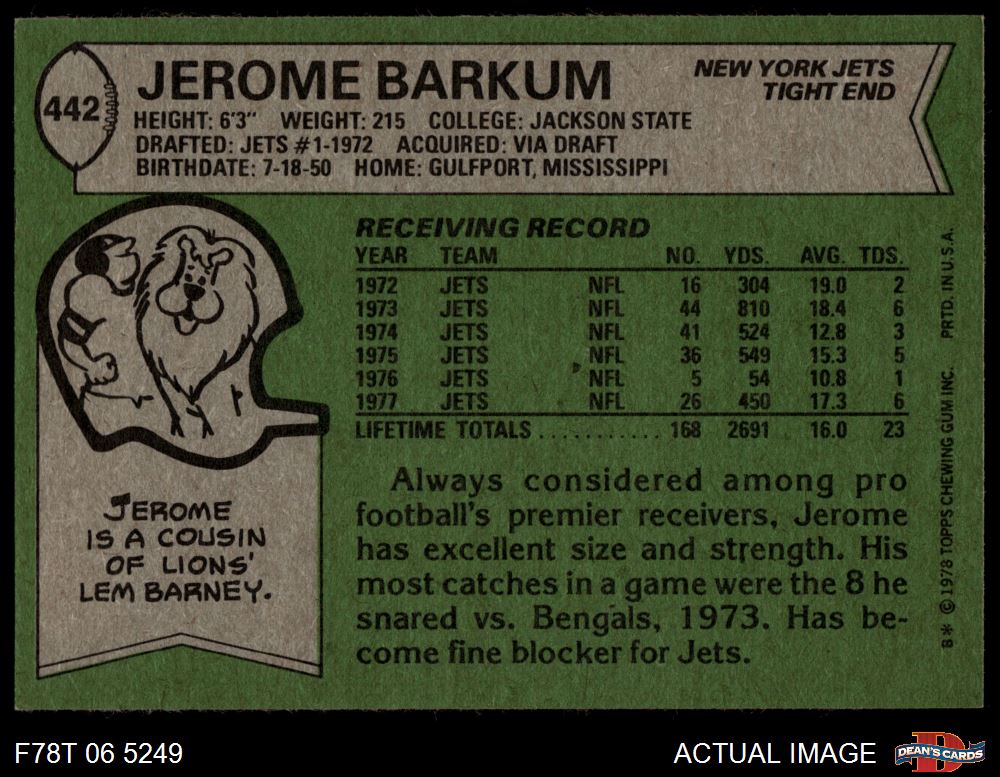 442
JEROME BARKUM
NEW YORK JETS
TIGHT END
HEIGHT: 6'3" WEIGHT: 215 COLLEGE: JACKSON STATE
DRAFTED: JETS #1-1972 ACQUIRED: VIA DRAFT
BIRTHDATE: 7-18-50 HOME: GULFPORT, MISSISSIPPI
RECEIVING RECORD
YEAR TEAM NO. YDS. AVG. TDS.
1972 JETS NFL 16 304 19.0 2
1973 JETS NFL 44 810 18.4 6
1974 JETS NFL 41 524 12.8 3
1975 JETS NFL 36 549 15.3 5
1976 JETS NFL 5 54 10.8 1
1977 JETS NFL 26 450 17.3 6
LIFETIME TOTALS ........... 168 2691 16.0 23
JEROME
IS A COUSIN
OF LIONS'
LEM BARNEY.
Always considered among pro
football's premier receivers, Jerome
has excellent size and strength. His
most catches in a game were the 8 he
snared vs. Bengals, 1973. Has be-
come fine blocker for Jets.
B* © 1978 TOPPS CHEWING GUM INC. PRTD. IN U.S.A.
F78T 06 5249
ACTUAL IMAGE
DEAN'S CARDS